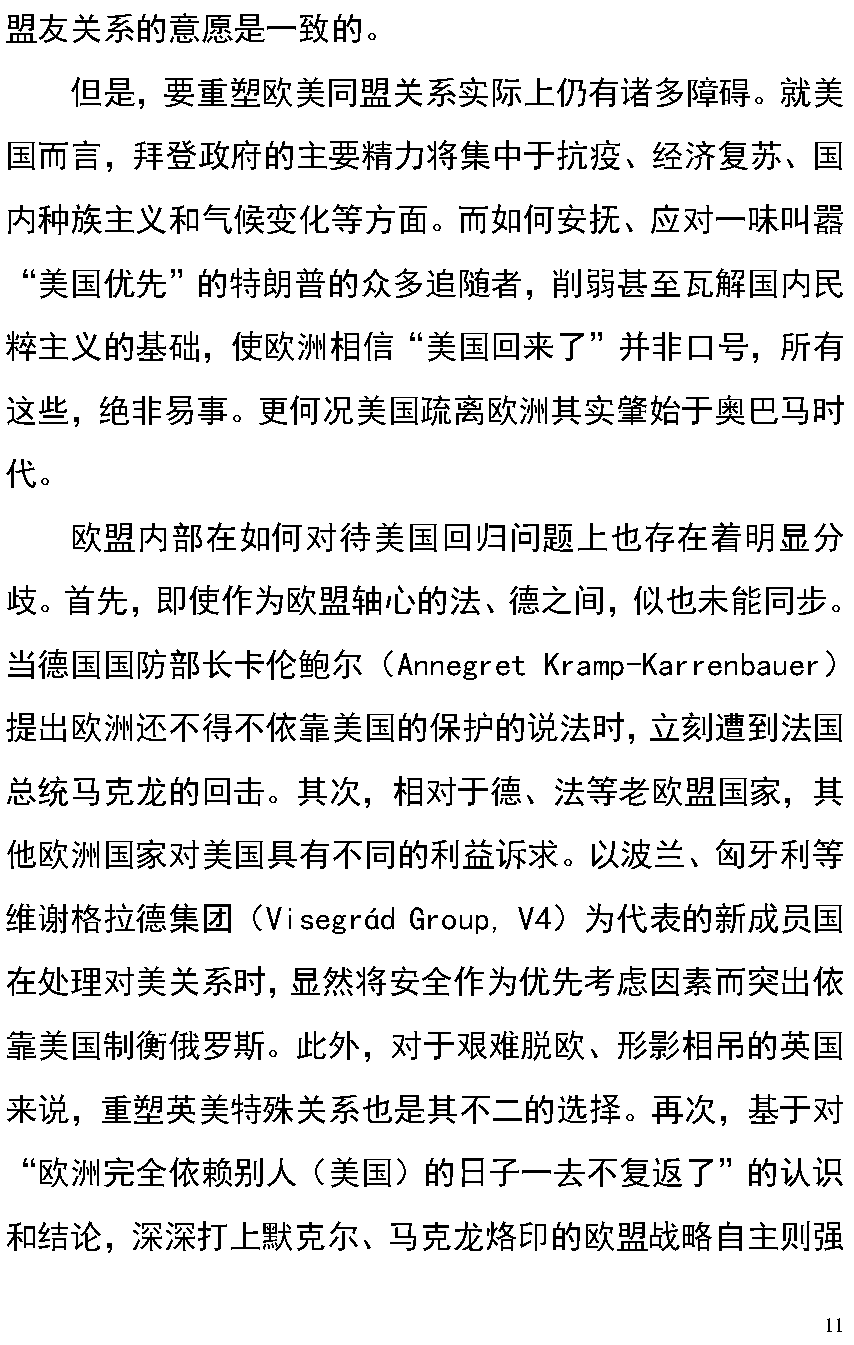 盟友关系的意愿是一致的。
但是，要重塑欧美同盟关系实际上仍有诸多障碍。就美
国而言，拜登政府的主要精力将集中于抗疫、经济复苏、国
内种族主义和气候变化等方面。而如何安抚、应对一味叫嚣
“美国优先”的特朗普的众多追随者，削弱甚至瓦解国内民
粹主义的基础，使欧洲相信“美国回来了”并非口号，所有
这些，绝非易事。更何况美国疏离欧洲其实肇始于奥巴马时
代。
欧盟内部在如何对待美国回归问题上也存在着明显分
歧。首先，即使作为欧盟轴心的法、德之间，似也未能同步。
当德国国防部长卡伦鲍尔（Annegret Kramp-Karrenbauer）
提出欧洲还不得不依靠美国的保护的说法时，立刻遭到法国
总统马克龙的回击。其次，相对于德、法等老欧盟国家，其
他欧洲国家对美国具有不同的利益诉求。以波兰、匈牙利等
维谢格拉德集团（Visegrád Group, V4）为代表的新成员国
在处理对美关系时，显然将安全作为优先考虑因素而突出依
靠美国制衡俄罗斯。此外，对于艰难脱欧、形影相吊的英国
来说，重塑英美特殊关系也是其不二的选择。再次，基于对
“欧洲完全依赖别人（美国）的日子一去不复返了”的认识
和结论，深深打上默克尔、马克龙烙印的欧盟战略自主则强
11